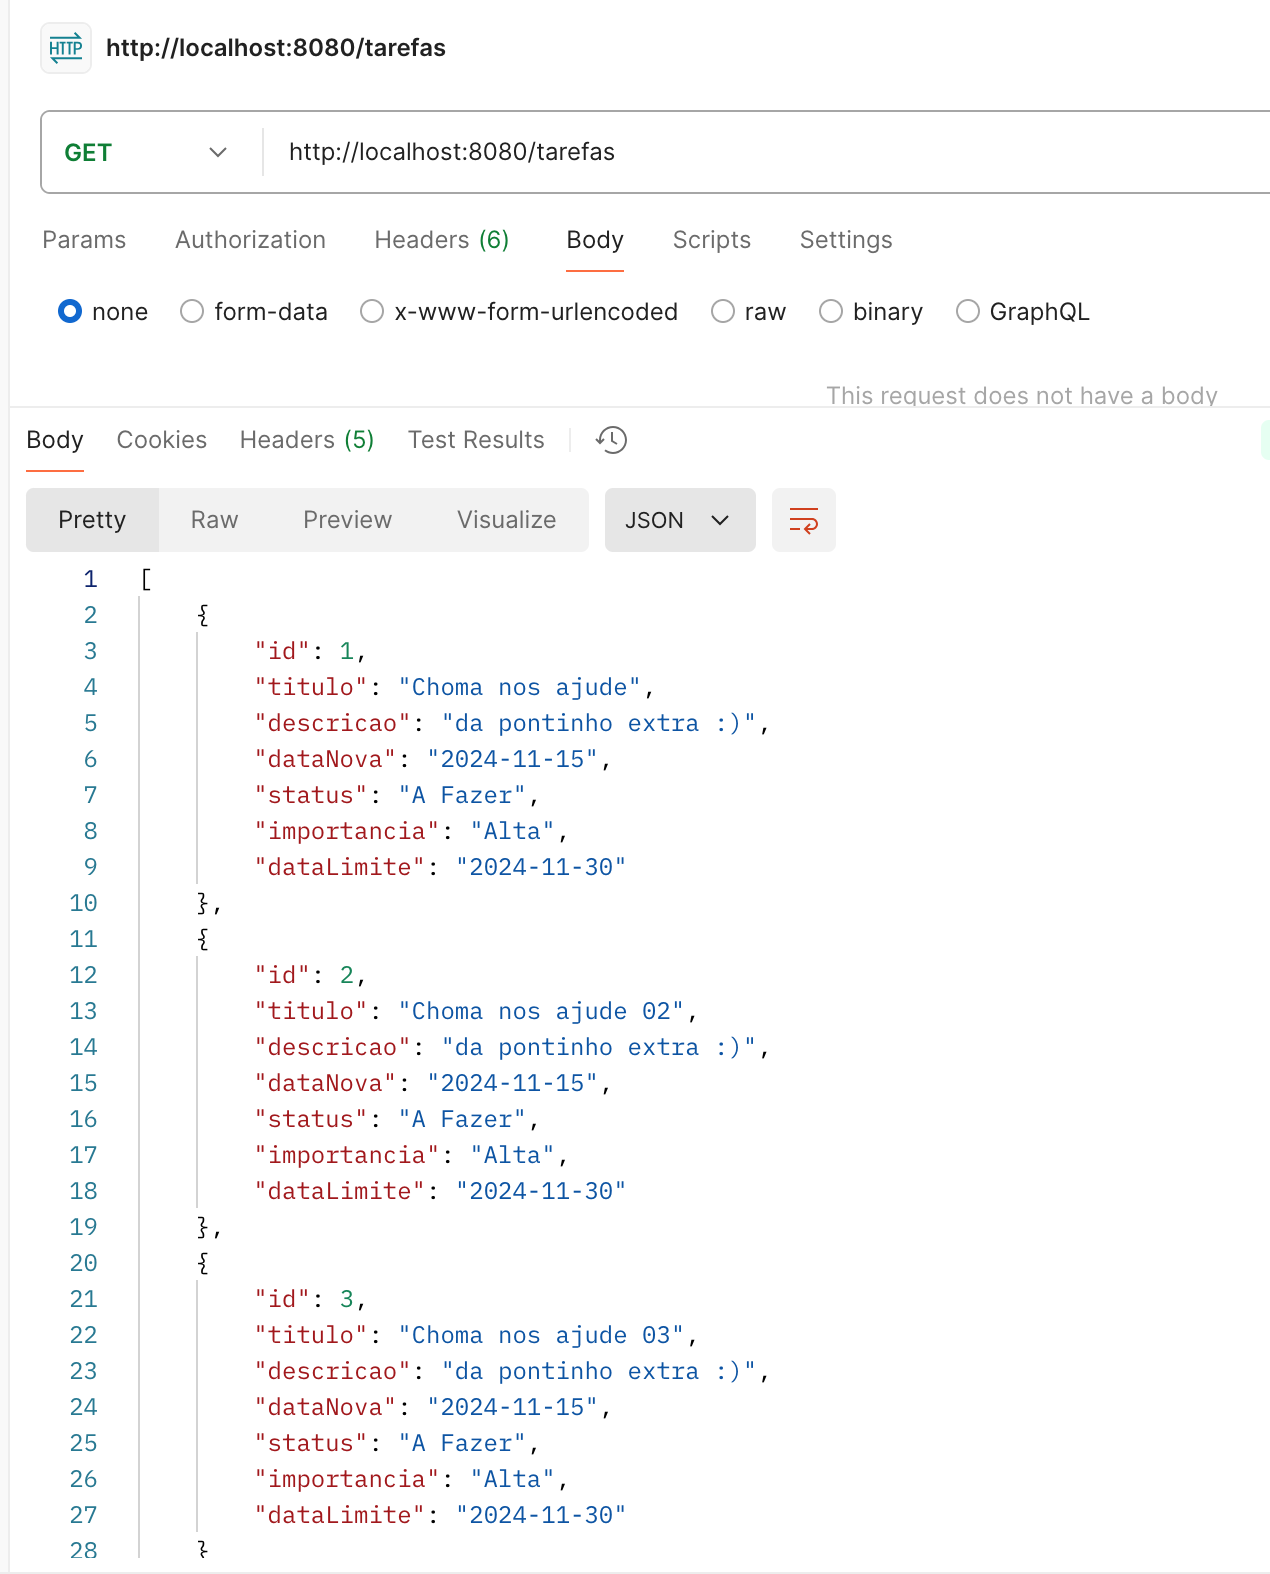 HTTP http://localhost:8080/tarefas
GET http://localhost:8080/tarefas
Params Authorization Headers (6) Body Scripts Settings
none form-data x-www-form-urlencoded raw binary GraphQL
This request does not have a body
Body Cookies Headers (5) Test Results
Pretty Raw Preview Visualize JSON
1 [
2 {
3 "id": 1,
4 "titulo": "Choma nos ajude",
5 "descricao": "da pontinho extra :)",
6 "dataNova": "2024-11-15",
7 "status": "A Fazer",
8 "importancia": "Alta",
9 "dataLimite": "2024-11-30"
10 },
11 {
12 "id": 2,
13 "titulo": "Choma nos ajude 02",
14 "descricao": "da pontinho extra :)",
15 "dataNova": "2024-11-15",
16 "status": "A Fazer",
17 "importancia": "Alta",
18 "dataLimite": "2024-11-30"
19 },
20 {
21 "id": 3,
22 "titulo": "Choma nos ajude 03",
23 "descricao": "da pontinho extra :)",
24 "dataNova": "2024-11-15",
25 "status": "A Fazer",
26 "importancia": "Alta",
27 "dataLimite": "2024-11-30"
28 }